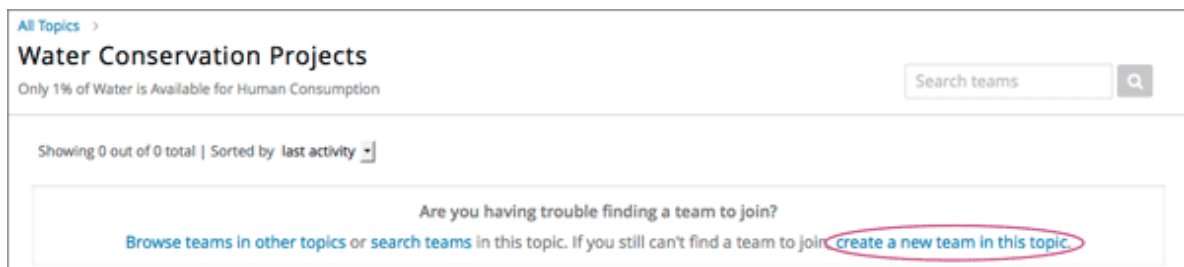 All Topics >
Water Conservation Projects
Only 1% of Water is Available for Human Consumption
Search teams
Showing 0 out of 0 total | Sorted by last activity
Are you having trouble finding a team to join?
Browse teams in other topics or search teams in this topic. If you still can't find a team to join, create a new team in this topic.